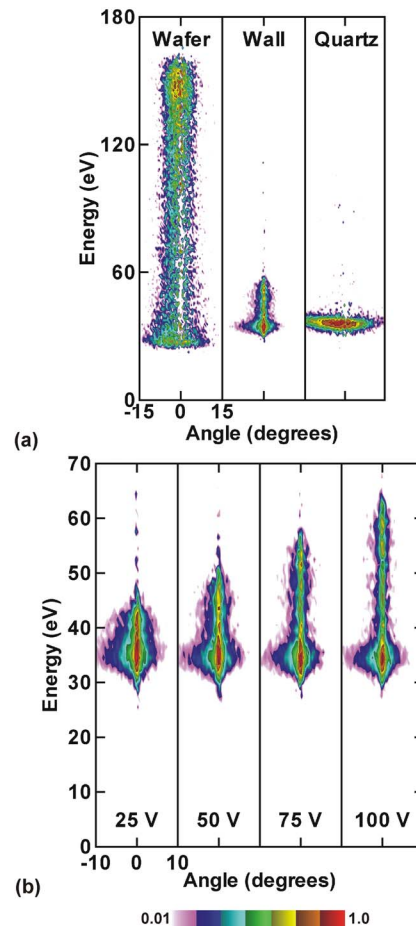 180
Wafer Wall Quartz
120
Energy (eV)
60
0
-15 0 15
(a) Angle (degrees)
70
60
50
Energy (eV)
40
30
20
10
25 V 50 V 75 V 100 V
0
-10 0 10
(b) Angle (degrees)
0.01 1.0